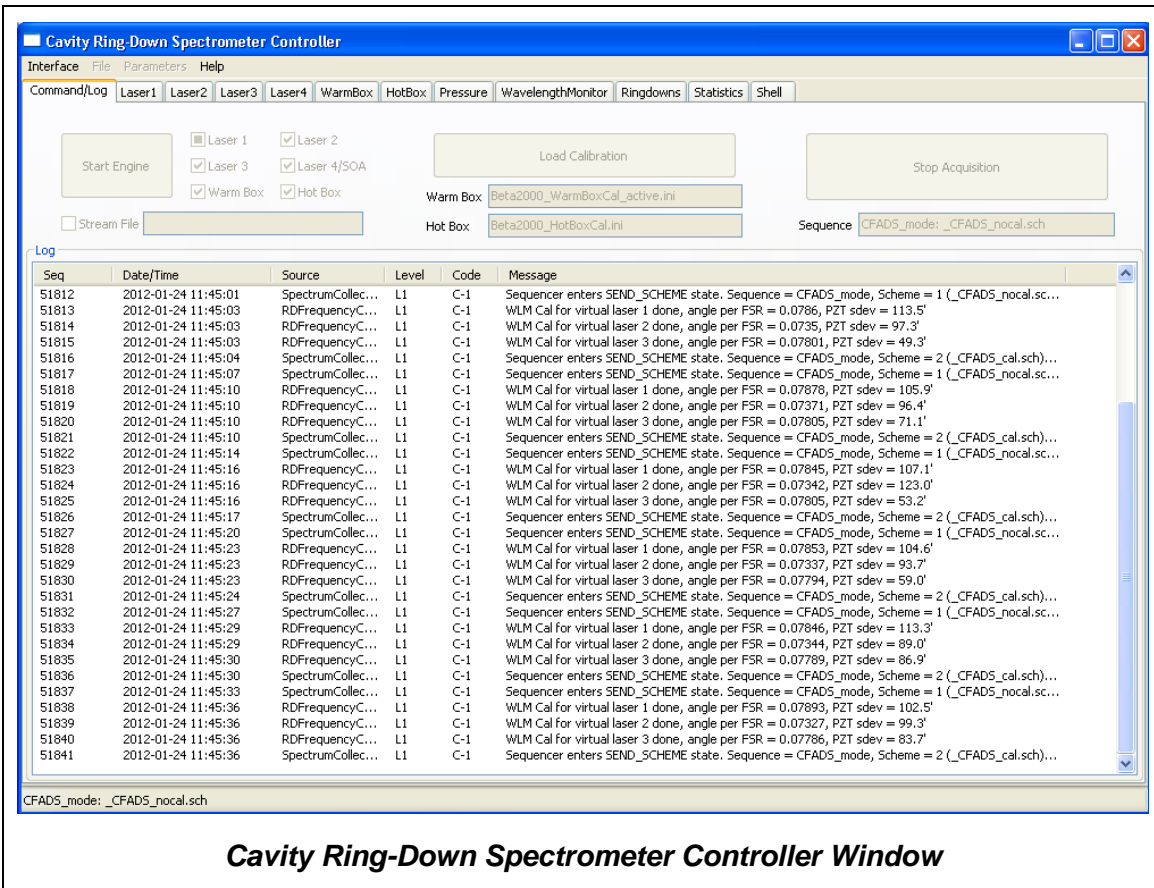 Cavity Ring-Down Spectrometer Controller
Interface File Parameters Help
Command/Log Laser1 Laser2 Laser3 Laser4 WarmBox HotBox Pressure WavelengthMonitor Ringdowns Statistics Shell
Start Engine
Laser 1 Laser 2
Laser 3 Laser 4/SOA
Warm Box Hot Box
Load Calibration
Stop Acquisition
Warm Box Beta2000_WarmBoxCal_active.ini
Stream File
Hot Box Beta2000_HotBoxCal.ini
Sequence CFADS_mode: _CFADS_nocal.sch
Log
Seq Date/Time Source Level Code Message
51812 2012-01-24 11:45:01 SpectrumCollec... L1 C-1 Sequencer enters SEND_SCHEME state. Sequence = CFADS_mode, Scheme = 1 (_CFADS_nocal.sc...
51813 2012-01-24 11:45:03 RDFrequencyC... L1 C-1 WLM Cal for virtual laser 1 done, angle per FSR = 0.0786, PZT sdev = 113.5'
51814 2012-01-24 11:45:03 RDFrequencyC... L1 C-1 WLM Cal for virtual laser 2 done, angle per FSR = 0.0735, PZT sdev = 97.3'
51815 2012-01-24 11:45:03 RDFrequencyC... L1 C-1 WLM Cal for virtual laser 3 done, angle per FSR = 0.07801, PZT sdev = 49.3'
51816 2012-01-24 11:45:04 SpectrumCollec... L1 C-1 Sequencer enters SEND_SCHEME state. Sequence = CFADS_mode, Scheme = 2 (_CFADS_cal.sch)...
51817 2012-01-24 11:45:07 SpectrumCollec... L1 C-1 Sequencer enters SEND_SCHEME state. Sequence = CFADS_mode, Scheme = 1 (_CFADS_nocal.sc...
51818 2012-01-24 11:45:10 RDFrequencyC... L1 C-1 WLM Cal for virtual laser 1 done, angle per FSR = 0.07878, PZT sdev = 105.9'
51819 2012-01-24 11:45:10 RDFrequencyC... L1 C-1 WLM Cal for virtual laser 2 done, angle per FSR = 0.07371, PZT sdev = 96.4'
51820 2012-01-24 11:45:10 RDFrequencyC... L1 C-1 WLM Cal for virtual laser 3 done, angle per FSR = 0.07805, PZT sdev = 71.1'
51821 2012-01-24 11:45:10 SpectrumCollec... L1 C-1 Sequencer enters SEND_SCHEME state. Sequence = CFADS_mode, Scheme = 2 (_CFADS_cal.sch)...
51822 2012-01-24 11:45:14 SpectrumCollec... L1 C-1 Sequencer enters SEND_SCHEME state. Sequence = CFADS_mode, Scheme = 1 (_CFADS_nocal.sc...
51823 2012-01-24 11:45:16 RDFrequencyC... L1 C-1 WLM Cal for virtual laser 1 done, angle per FSR = 0.07845, PZT sdev = 107.1'
51824 2012-01-24 11:45:16 RDFrequencyC... L1 C-1 WLM Cal for virtual laser 2 done, angle per FSR = 0.07342, PZT sdev = 123.0'
51825 2012-01-24 11:45:16 RDFrequencyC... L1 C-1 WLM Cal for virtual laser 3 done, angle per FSR = 0.07805, PZT sdev = 53.2'
51826 2012-01-24 11:45:17 SpectrumCollec... L1 C-1 Sequencer enters SEND_SCHEME state. Sequence = CFADS_mode, Scheme = 2 (_CFADS_cal.sch)...
51827 2012-01-24 11:45:20 SpectrumCollec... L1 C-1 Sequencer enters SEND_SCHEME state. Sequence = CFADS_mode, Scheme = 1 (_CFADS_nocal.sc...
51828 2012-01-24 11:45:23 RDFrequencyC... L1 C-1 WLM Cal for virtual laser 1 done, angle per FSR = 0.07853, PZT sdev = 104.6'
51829 2012-01-24 11:45:23 RDFrequencyC... L1 C-1 WLM Cal for virtual laser 2 done, angle per FSR = 0.07337, PZT sdev = 93.7'
51830 2012-01-24 11:45:23 RDFrequencyC... L1 C-1 WLM Cal for virtual laser 3 done, angle per FSR = 0.07794, PZT sdev = 59.0'
51831 2012-01-24 11:45:24 SpectrumCollec... L1 C-1 Sequencer enters SEND_SCHEME state. Sequence = CFADS_mode, Scheme = 2 (_CFADS_cal.sch)...
51832 2012-01-24 11:45:27 SpectrumCollec... L1 C-1 Sequencer enters SEND_SCHEME state. Sequence = CFADS_mode, Scheme = 1 (_CFADS_nocal.sc...
51833 2012-01-24 11:45:29 RDFrequencyC... L1 C-1 WLM Cal for virtual laser 1 done, angle per FSR = 0.07846, PZT sdev = 113.3'
51834 2012-01-24 11:45:29 RDFrequencyC... L1 C-1 WLM Cal for virtual laser 2 done, angle per FSR = 0.07344, PZT sdev = 89.0'
51835 2012-01-24 11:45:30 RDFrequencyC... L1 C-1 WLM Cal for virtual laser 3 done, angle per FSR = 0.07789, PZT sdev = 86.9'
51836 2012-01-24 11:45:30 SpectrumCollec... L1 C-1 Sequencer enters SEND_SCHEME state. Sequence = CFADS_mode, Scheme = 2 (_CFADS_cal.sch)...
51837 2012-01-24 11:45:33 SpectrumCollec... L1 C-1 Sequencer enters SEND_SCHEME state. Sequence = CFADS_mode, Scheme = 1 (_CFADS_nocal.sc...
51838 2012-01-24 11:45:36 RDFrequencyC... L1 C-1 WLM Cal for virtual laser 1 done, angle per FSR = 0.07893, PZT sdev = 102.5'
51839 2012-01-24 11:45:36 RDFrequencyC... L1 C-1 WLM Cal for virtual laser 2 done, angle per FSR = 0.07327, PZT sdev = 99.3'
51840 2012-01-24 11:45:36 RDFrequencyC... L1 C-1 WLM Cal for virtual laser 3 done, angle per FSR = 0.07786, PZT sdev = 83.7'
51841 2012-01-24 11:45:36 SpectrumCollec... L1 C-1 Sequencer enters SEND_SCHEME state. Sequence = CFADS_mode, Scheme = 2 (_CFADS_cal.sch)...
CFADS_mode: _CFADS_nocal.sch
Cavity Ring-Down Spectrometer Controller Window